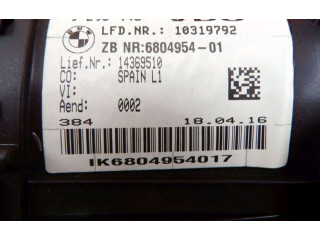 LFD.NR.: 10319792
ZB NR:6804954-01
Lief.Nr.: 14369510
CO: SPAIN L1
VI:
Aend: 0002
384 18.04.16
IK6804954017